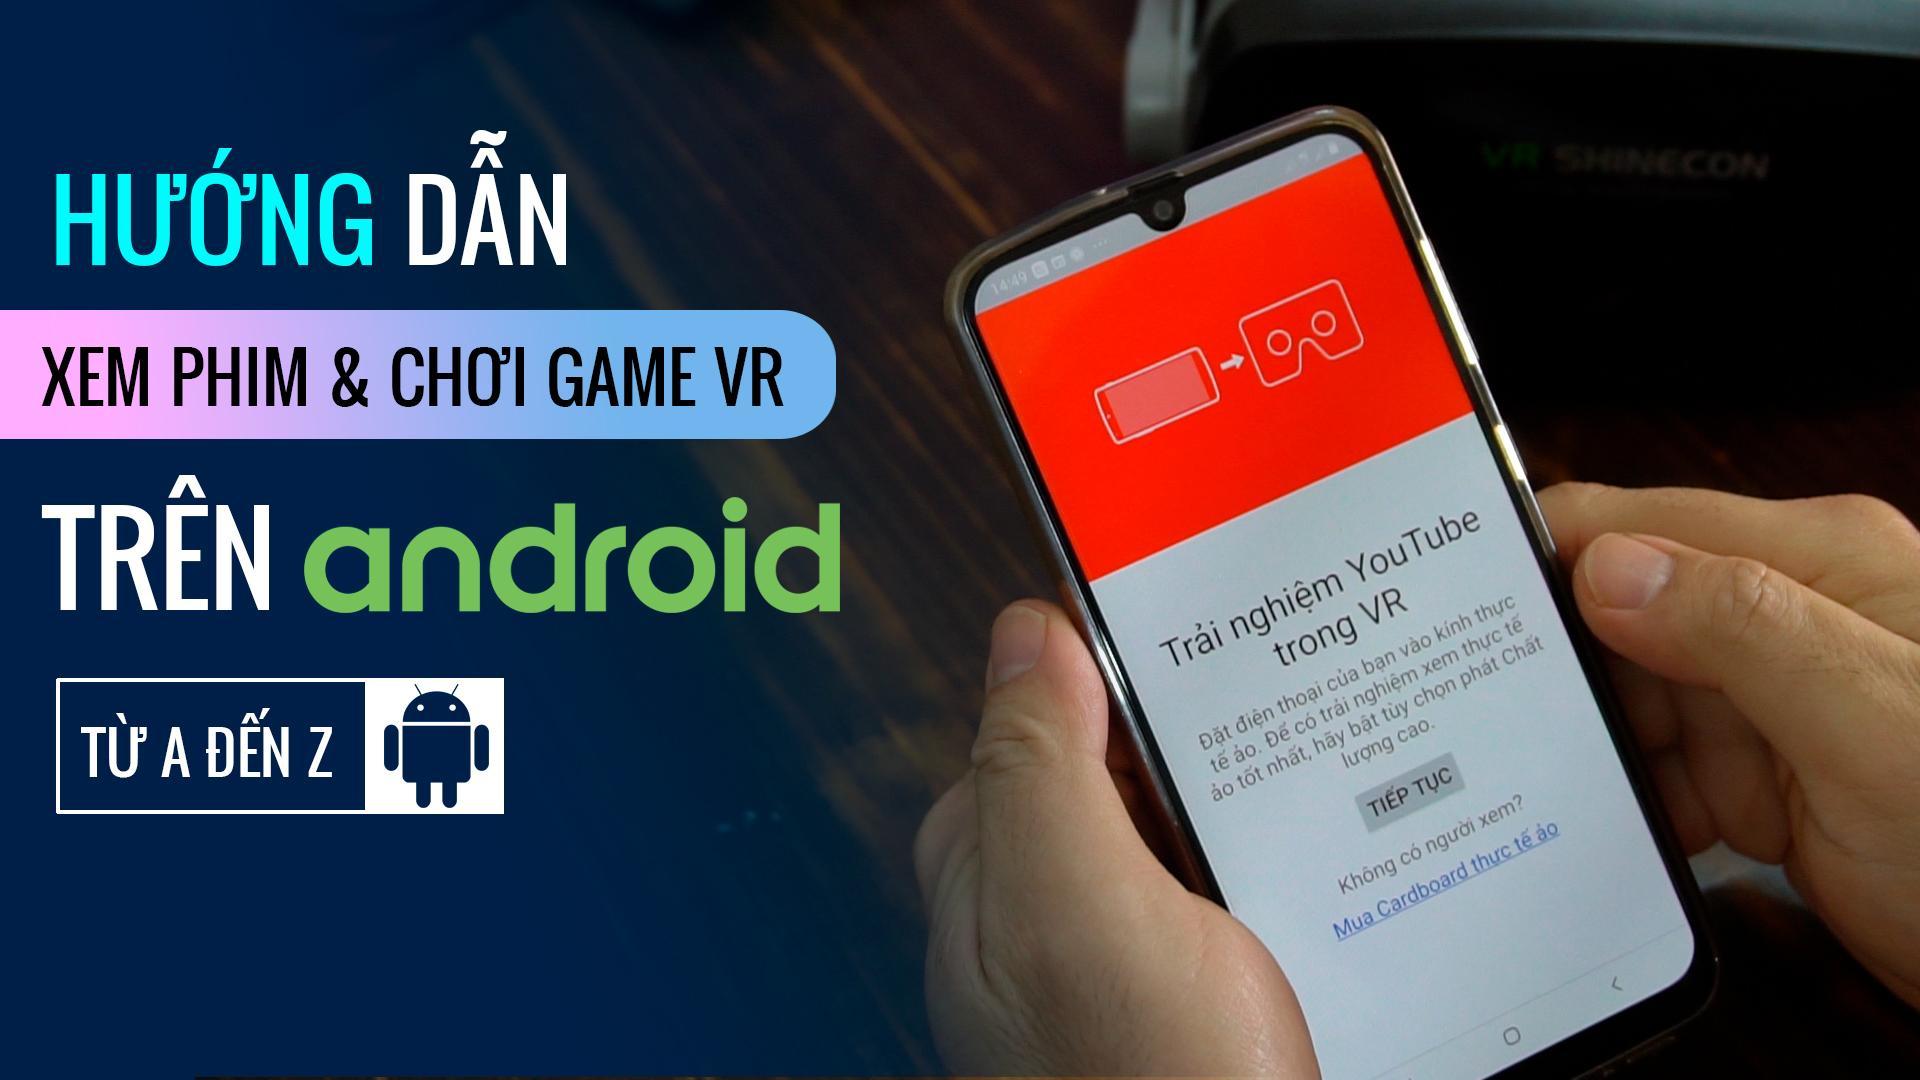 HƯỚNG DẪN
XEM PHIM & CHƠI GAME VR
TRÊN android
TỪ A ĐẾN Z
VR SHINECON
14:49
Trải nghiệm YouTube
trong VR
Đặt điện thoại của bạn vào kính thực
tế ảo. Để có trải nghiệm xem thực tế
ảo tốt nhất, hãy bật tùy chọn phát Chất
lượng cao.
TIẾP TỤC
Không có người xem?
Mua Cardboard thực tế ảo